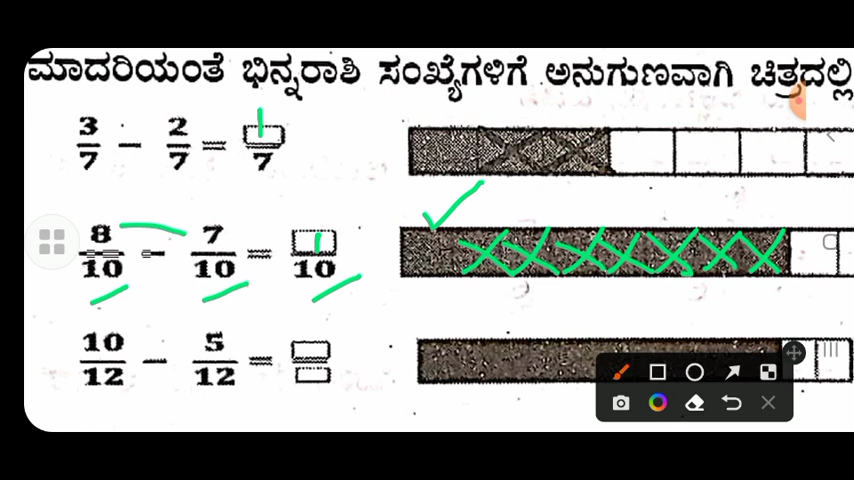 ಮಾದರಿಯಂತೆ ಭಿನ್ನರಾಶಿ ಸಂಖ್ಯೆಗಳಿಗೆ ಅನುಗುಣವಾಗಿ ಚಿತ್ರದಲ್ಲಿ
3/7 - 2/7 = 1/7
8/10 - 7/10 = 1/10
10/12 - 5/12 =